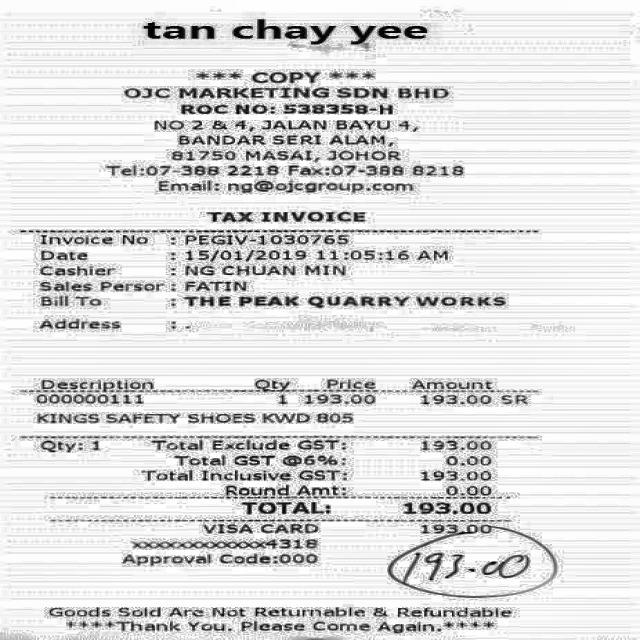 tan chay yee
*** COPY ***
OJC MARKETING SDN BHD
ROC NO: 538358-H
NO 2 & 4, JALAN BAYU 4,
BANDAR SERI ALAM,
81750 MASAI, JOHOR
Tel:07-388 2218 Fax:07-388 8218
Email: ng@ojcgroup.com
TAX INVOICE
Invoice No : PEGIV-1030765
Date : 15/01/2019 11:05:16 AM
Cashier : NG CHUAN MIN
Sales Persor : FATIN
Bill To : THE PEAK QUARRY WORKS
Address : .
Description Qty Price Amount
000000111 1 193.00 193.00 SR
KINGS SAFETY SHOES KWD 805
Qty: 1 Total Exclude GST: 193.00
Total GST @6%: 0.00
Total Inclusive GST: 193.00
Round Amt: 0.00
TOTAL: 193.00
VISA CARD 193.00
xxxxxxxxxxxx4318
Approval Code:000
193.00
Goods Sold Are Not Returnable & Refundable
****Thank You. Please Come Again.****